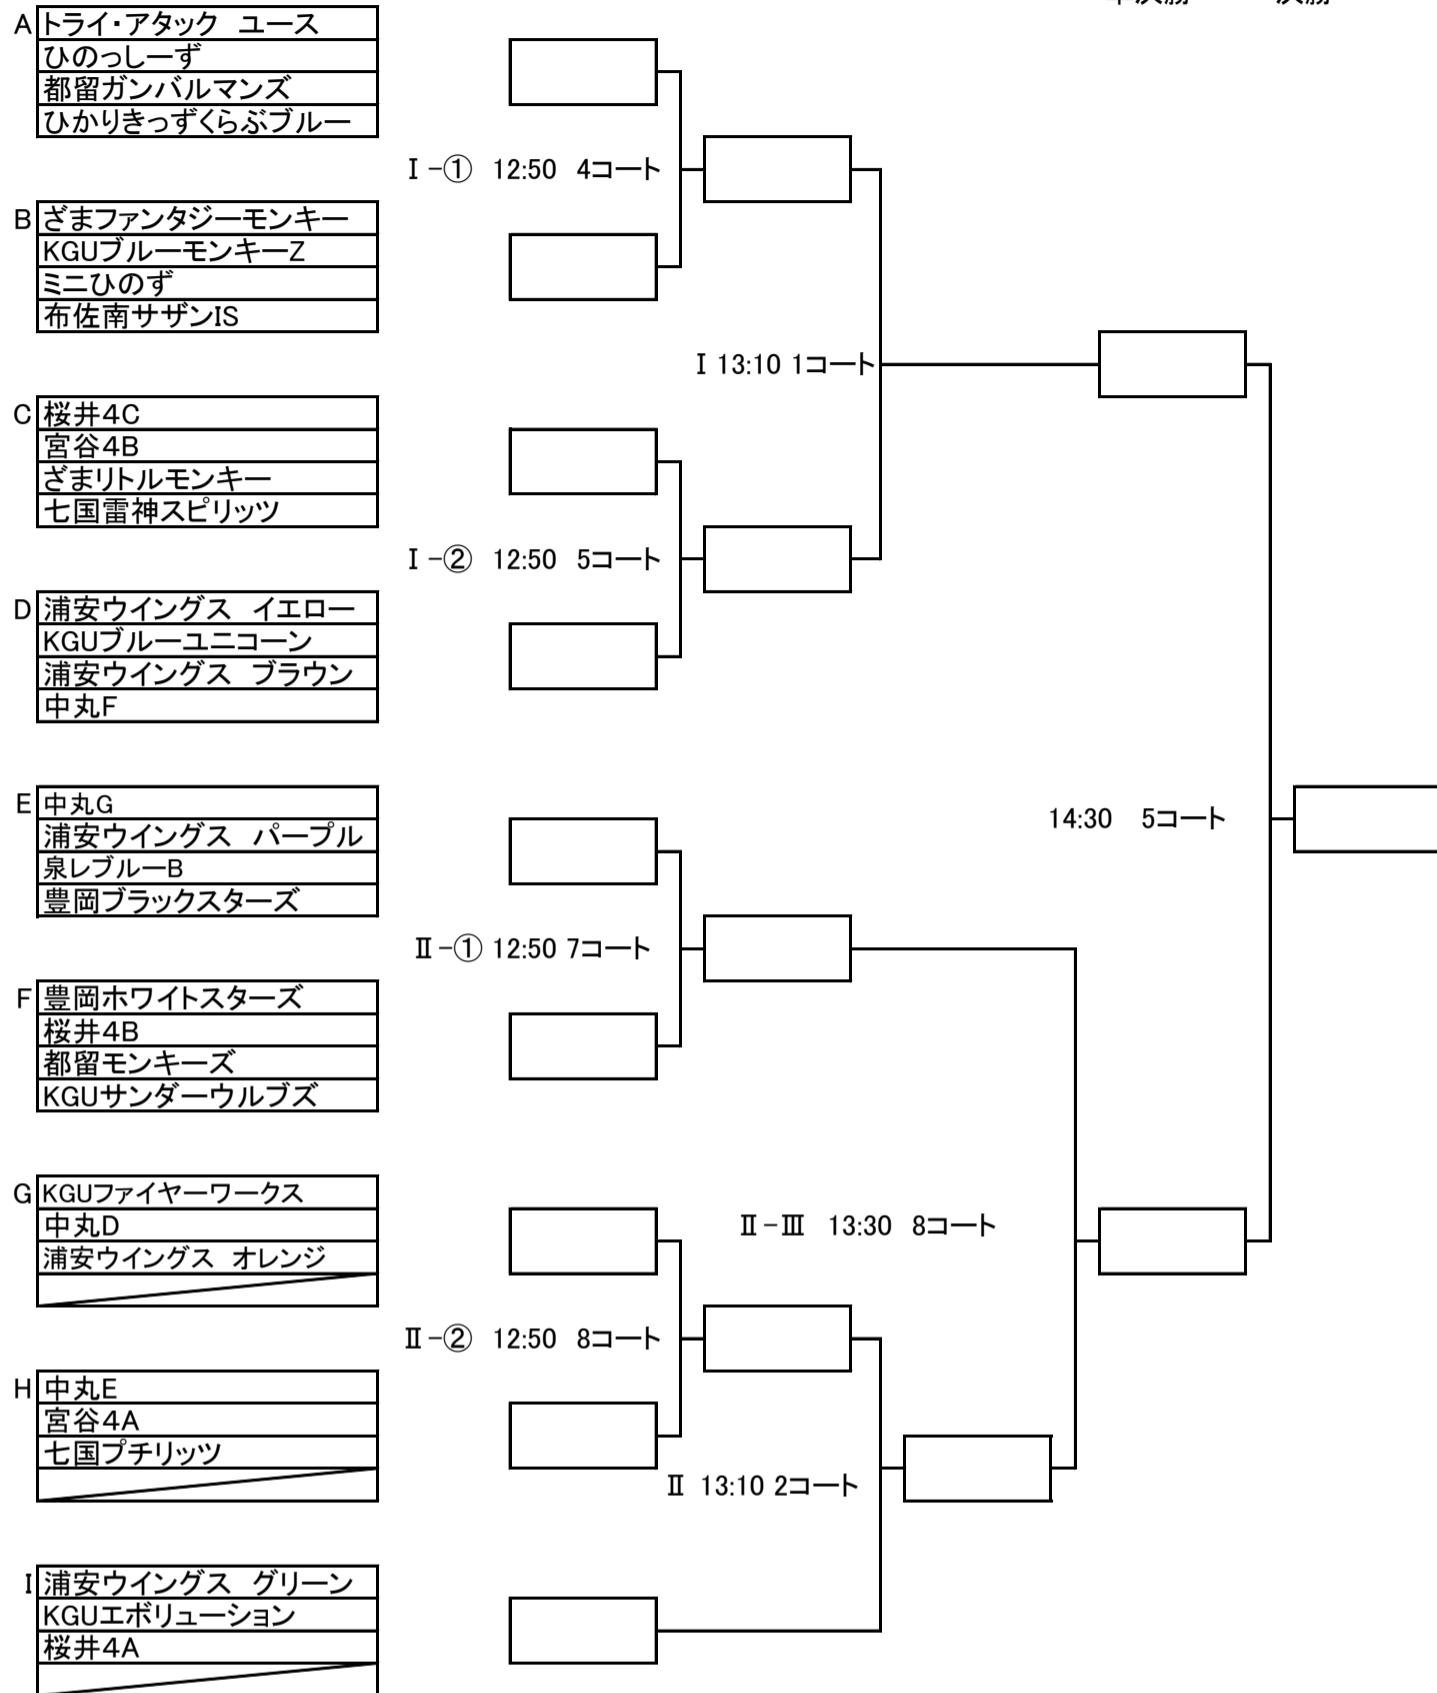 準決勝 決勝
A トライ・アタック　ユース
ひのっしーず
都留ガンバルマンズ
ひかりきっずくらぶブルー
Ⅰ-① 12:50 4コート
B ざまファンタジーモンキー
KGUブルーモンキーZ
ミニひのず
布佐南サザンIS
Ⅰ 13:10 1コート
C 桜井4C
宮谷4B
ざまリトルモンキー
七国雷神スピリッツ
Ⅰ-② 12:50 5コート
D 浦安ウイングス　イエロー
KGUブルーユニコーン
浦安ウイングス　ブラウン
中丸F
E 中丸G
浦安ウイングス　パープル
泉レブルーB
豊岡ブラックスターズ
14:30 5コート
Ⅱ-① 12:50 7コート
F 豊岡ホワイトスターズ
桜井4B
都留モンキーズ
KGUサンダーウルブズ
G KGUファイヤーワークス
中丸D
浦安ウイングス　オレンジ
Ⅱ-Ⅲ 13:30 8コート
Ⅱ-② 12:50 8コート
H 中丸E
宮谷4A
七国プチリッツ
Ⅱ 13:10 2コート
I 浦安ウイングス　グリーン
KGUエボリューション
桜井4A